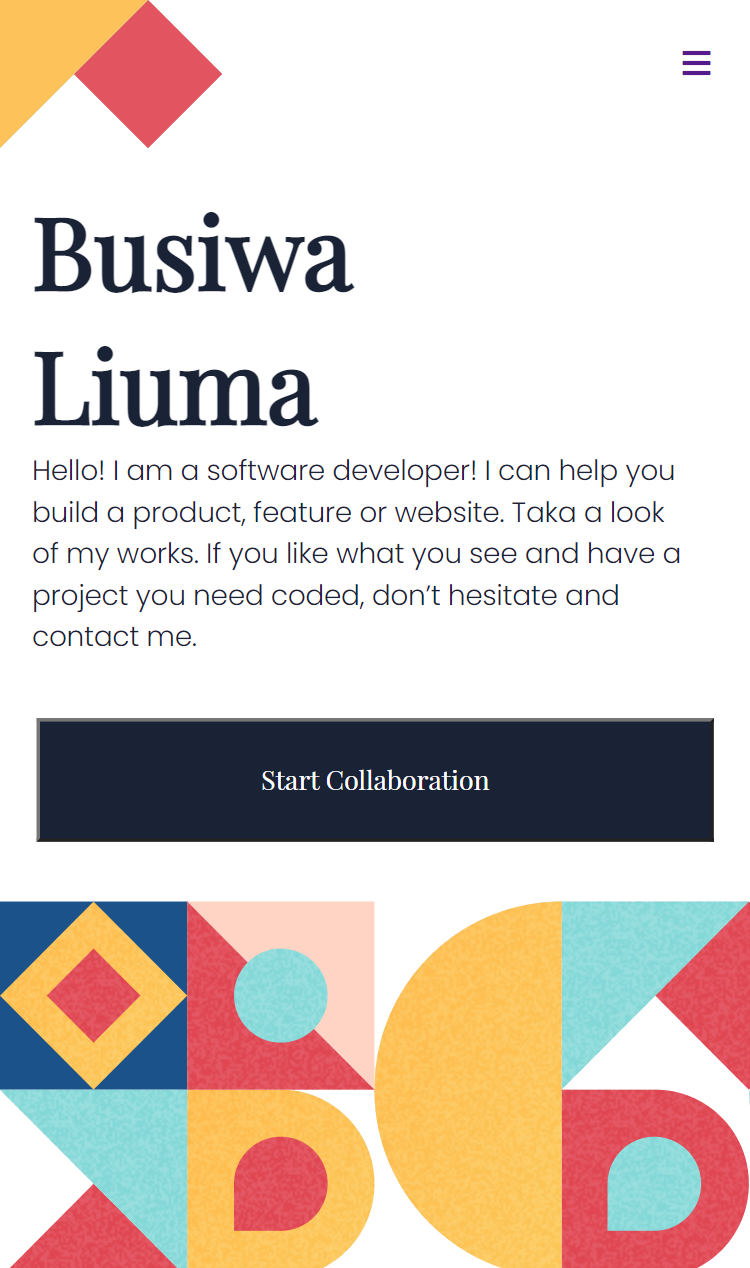 Busiwa
Liuma
Hello! I am a software developer! I can help you
build a product, feature or website. Taka a look
of my works. If you like what you see and have a
project you need coded, don’t hesitate and
contact me.
Start Collaboration